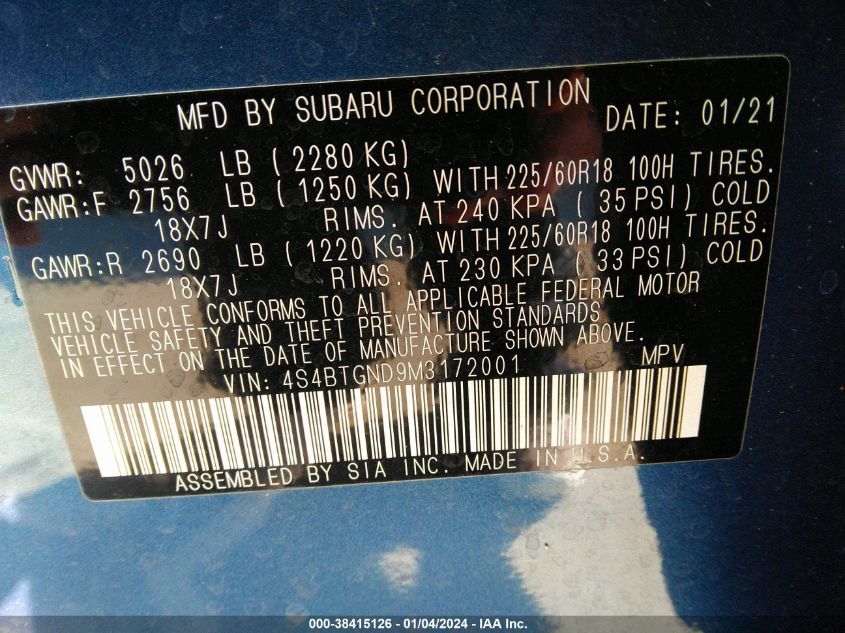 MFD BY SUBARU CORPORATION DATE: 01/21
GVWR: 5026 LB ( 2280 KG)
GAWR:F 2756 LB ( 1250 KG) WITH 225/60R18 100H TIRES.
18X7J RIMS. AT 240 KPA ( 35 PSI) COLD
GAWR:R 2690 LB ( 1220 KG) WITH 225/60R18 100H TIRES.
18X7J RIMS. AT 230 KPA ( 33 PSI) COLD
THIS VEHICLE CONFORMS TO ALL APPLICABLE FEDERAL MOTOR
VEHICLE SAFETY AND THEFT PREVENTION STANDARDS
IN EFFECT ON THE DATE OF MANUFACTURE SHOWN ABOVE.
VIN: 4S4BTGND9M3172001 MPV
ASSEMBLED BY SIA INC. MADE IN U.S.A.
000-38415126 - 01/04/2024 - IAA Inc.